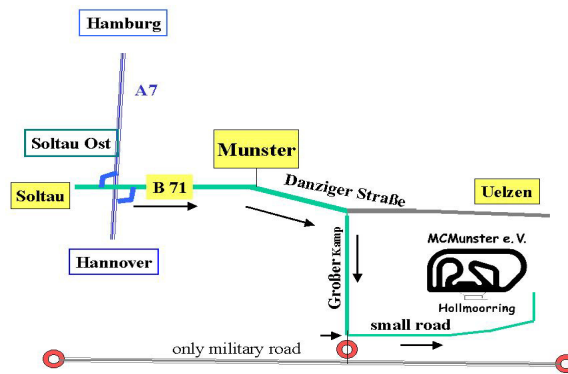 Hamburg
A7
Soltau Ost
Munster
Soltau
B 71
Danziger Straße
Uelzen
Hannover
Großer Kamp
MCMunster e. V.
Hollmoorring
small road
only military road